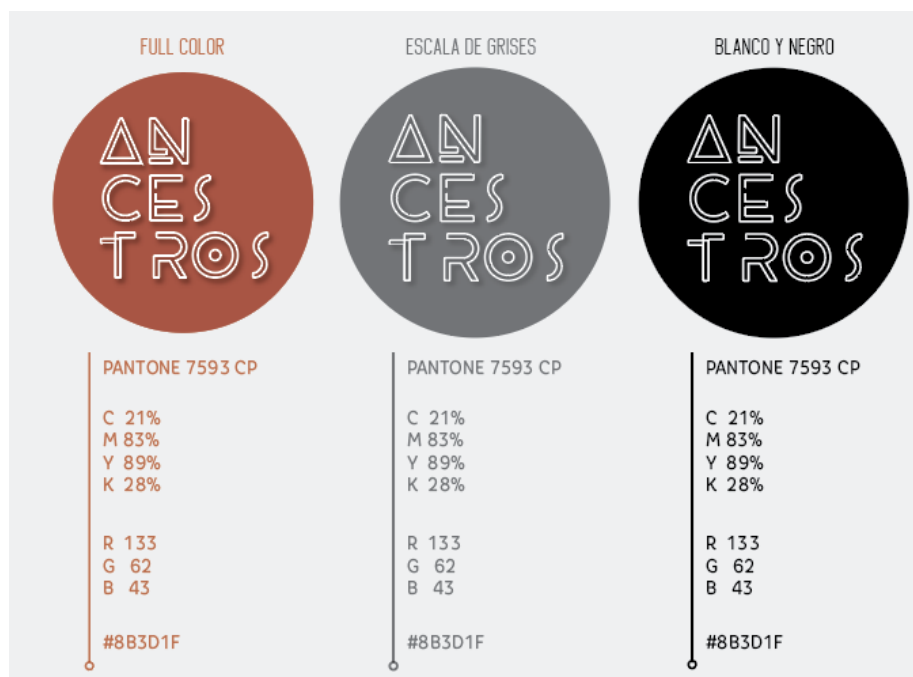 FULL COLOR
AN
CES
TROS
PANTONE 7593 CP
C 21%
M 83%
Y 89%
K 28%
R 133
G 62
B 43
#8B3D1F
ESCALA DE GRISES
AN
CES
TROS
PANTONE 7593 CP
C 21%
M 83%
Y 89%
K 28%
R 133
G 62
B 43
#8B3D1F
BLANCO Y NEGRO
AN
CES
TROS
PANTONE 7593 CP
C 21%
M 83%
Y 89%
K 28%
R 133
G 62
B 43
#8B3D1F